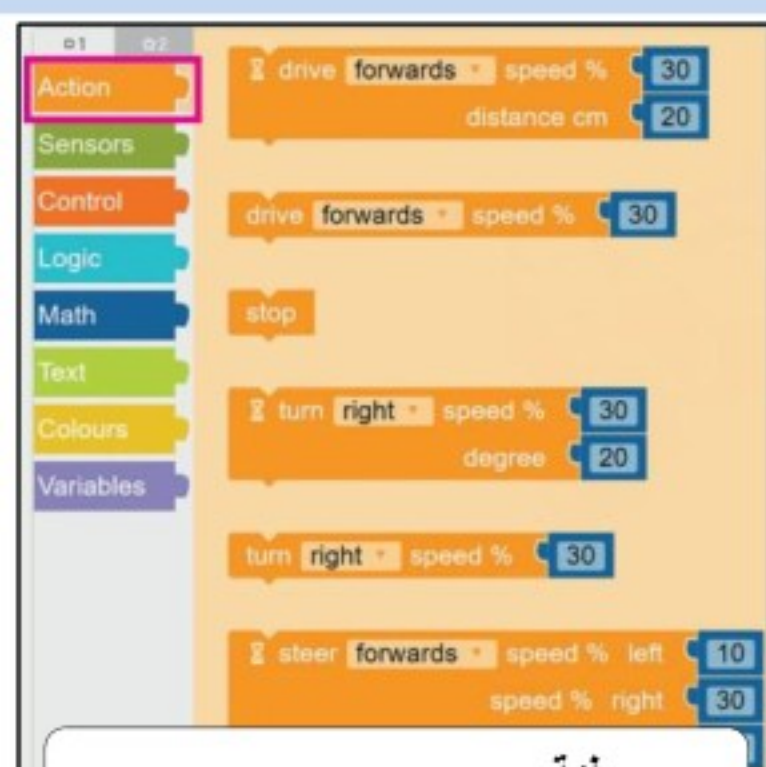 1 2
Action
Sensors
Control
Logic
Math
Text
Colours
Variables
drive forwards speed % 30
distance cm 20
drive forwards speed % 30
stop
turn right speed % 30
degree 20
turn right speed % 30
steer forwards speed % left 10
speed % right 30